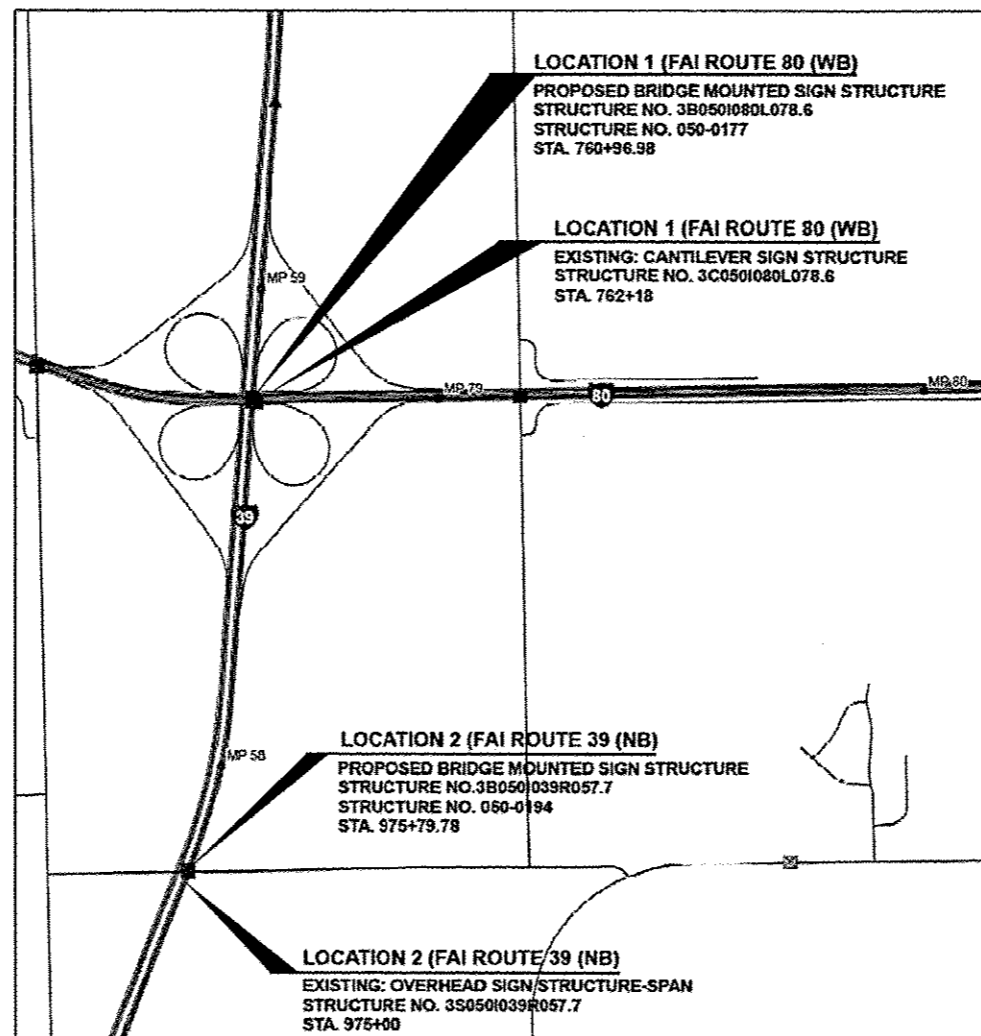 LOCATION 1 (FAI ROUTE 80 (WB)
PROPOSED BRIDGE MOUNTED SIGN STRUCTURE
STRUCTURE NO. 3B050I080L078.6
STRUCTURE NO. 050-0177
STA. 760+96.98
LOCATION 1 (FAI ROUTE 80 (WB)
EXISTING: CANTILEVER SIGN STRUCTURE
STRUCTURE NO. 3C050I080L078.6
STA. 762+18
MP 59
MP 79
80
MP 80
39
MP 58
LOCATION 2 (FAI ROUTE 39 (NB)
PROPOSED BRIDGE MOUNTED SIGN STRUCTURE
STRUCTURE NO.3B050I039R057.7
STRUCTURE NO. 050-0194
STA. 975+79.78
LOCATION 2 (FAI ROUTE 39 (NB)
EXISTING: OVERHEAD SIGN STRUCTURE-SPAN
STRUCTURE NO. 3S050I039R057.7
STA. 975+00